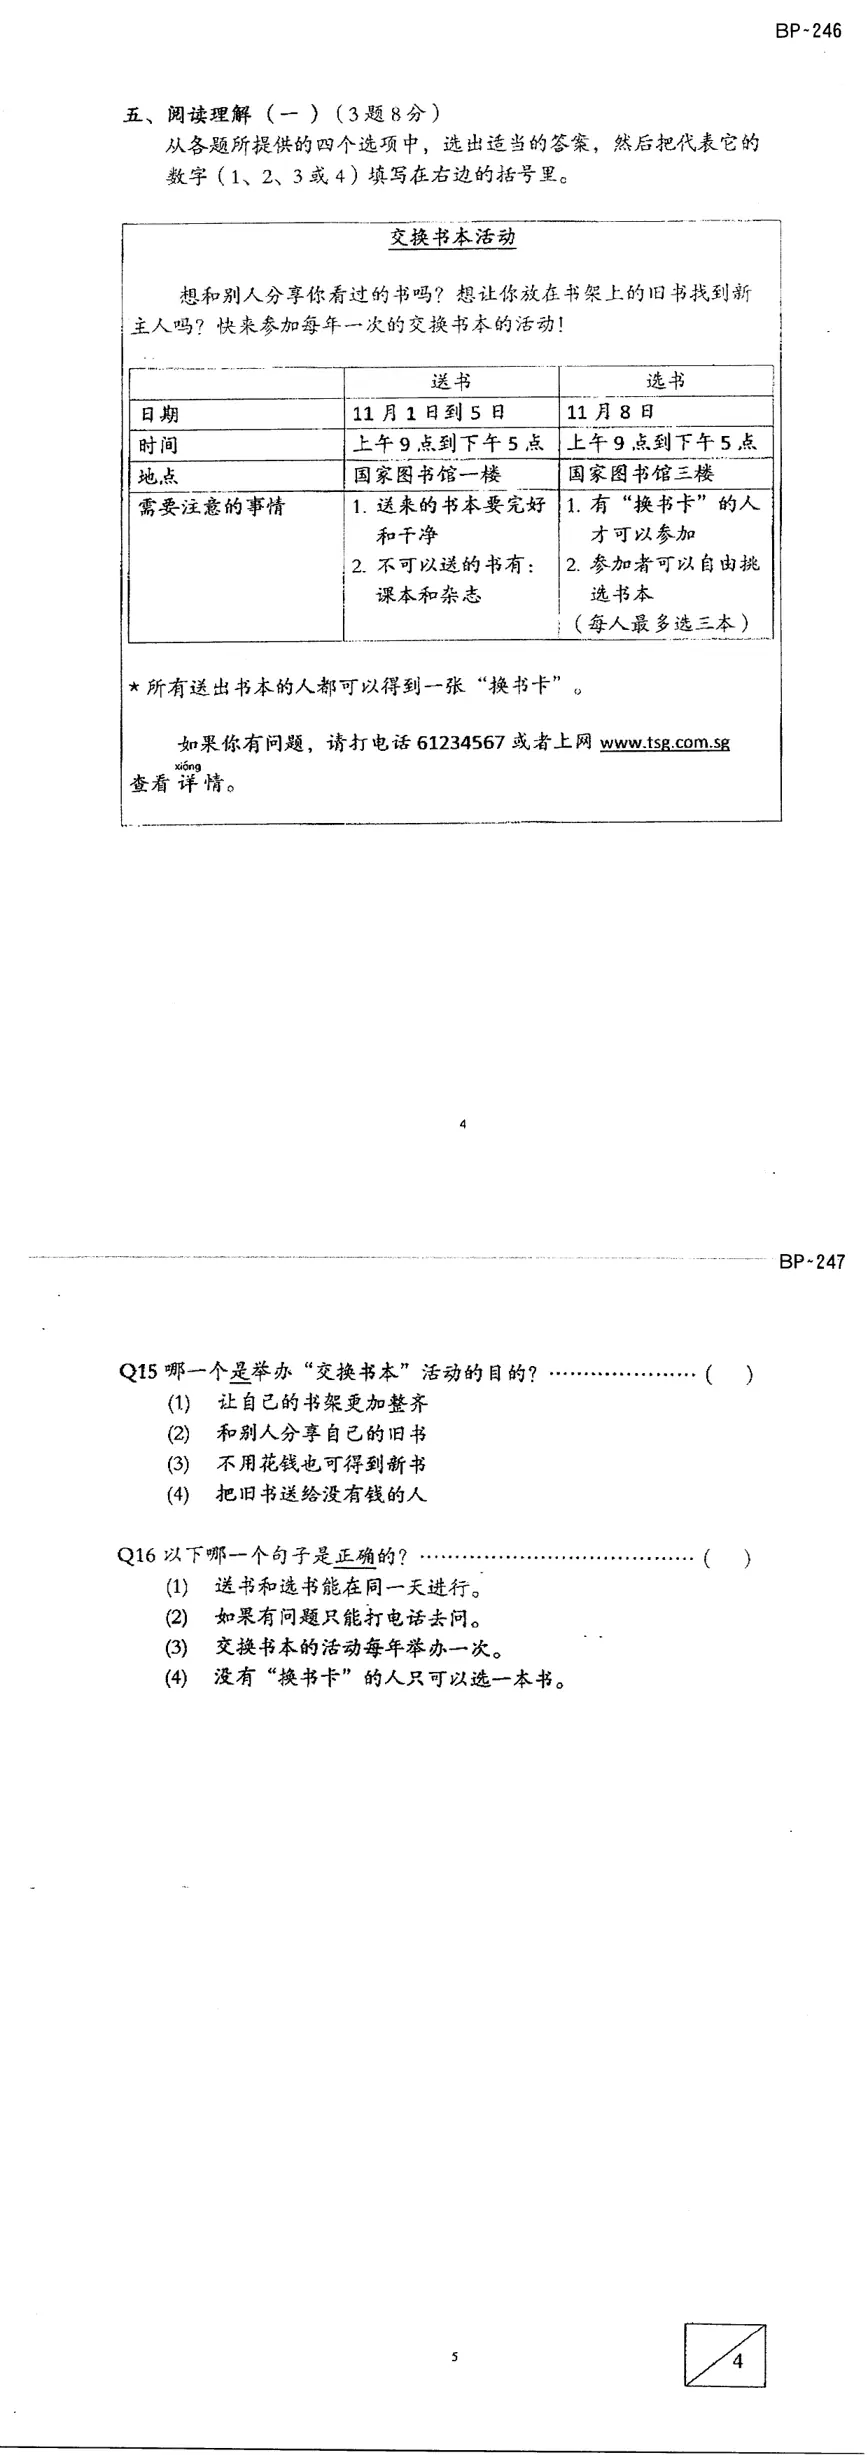 BP-246
五、阅读理解（一）（3题8分）
从各题所提供的四个选项中，选出适当的答案，然后把代表它的
数字（1、2、3或4）填写在右边的括号里。
交换书本活动
想和别人分享你看过的书吗？想让你放在书架上的旧书找到新
主人吗？快来参加每年一次的交换书本的活动！
送书 选书
日期 11月1日到5日 11月8日
时间 上午9点到下午5点 上午9点到下午5点
地点 国家图书馆一楼 国家图书馆三楼
需要注意的事情 1. 送来的书本要完好 1. 有“换书卡”的人
和干净 才可以参加
2. 不可以送的书有： 2. 参加者可以自由挑
课本和杂志 选书本
（每人最多选三本）
* 所有送出书本的人都可以得到一张“换书卡”。
如果你有问题，请打电话 61234567 或者上网 www.tsg.com.sg
xióng
查看详情。
4
BP-247
Q15 哪一个是举办“交换书本”活动的目的？ ····················· (   )
(1) 让自己的书架更加整齐
(2) 和别人分享自己的旧书
(3) 不用花钱也可得到新书
(4) 把旧书送给没有钱的人
Q16 以下哪一个句子是正确的？ ······································· (   )
(1) 送书和选书能在同一天进行。
(2) 如果有问题只能打电话去问。
(3) 交换书本的活动每年举办一次。
(4) 没有“换书卡”的人只可以选一本书。
5
4